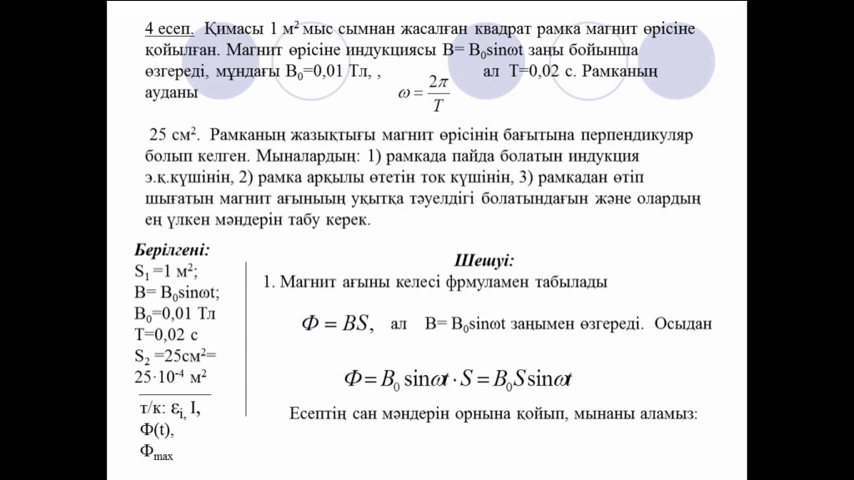 4 есеп. Қимасы 1 м² мыс сымнан жасалған квадрат рамка магнит өрісіне
қойылған. Магнит өрісіне индукциясы B= B₀sinωt заңы бойынша
өзгереді, мұндағы B₀=0,01 Тл, , ал T=0,02 с. Рамканың
ауданы ω = 2π/T
25 см². Рамканың жазықтығы магнит өрісінің бағытына перпендикуляр
болып келген. Мыналардың: 1) рамкада пайда болатын индукция
э.қ.күшінін, 2) рамка арқылы өтетін ток күшінін, 3) рамкадан өтіп
шығатын магнит ағыныың уқытқа тәуелдігі болатындағын және олардың
ең үлкен мәндерін табу керек.
Берілгені:
S₁ =1 м²;
B= B₀sinωt;
B₀=0,01 Тл
T=0,02 с
S₂ =25см²=
25·10⁻⁴ м²
т/к: εᵢ, I,
Ф(t),
Фmax
Шешуі:
1. Магнит ағыны келесі фрмуламен табылады
Ф = BS, ал B= B₀sinωt заңымен өзгереді. Осыдан
Ф = B₀ sinωt · S = B₀S sinωt
Есептің сан мәндерін орнына қойып, мынаны аламыз: